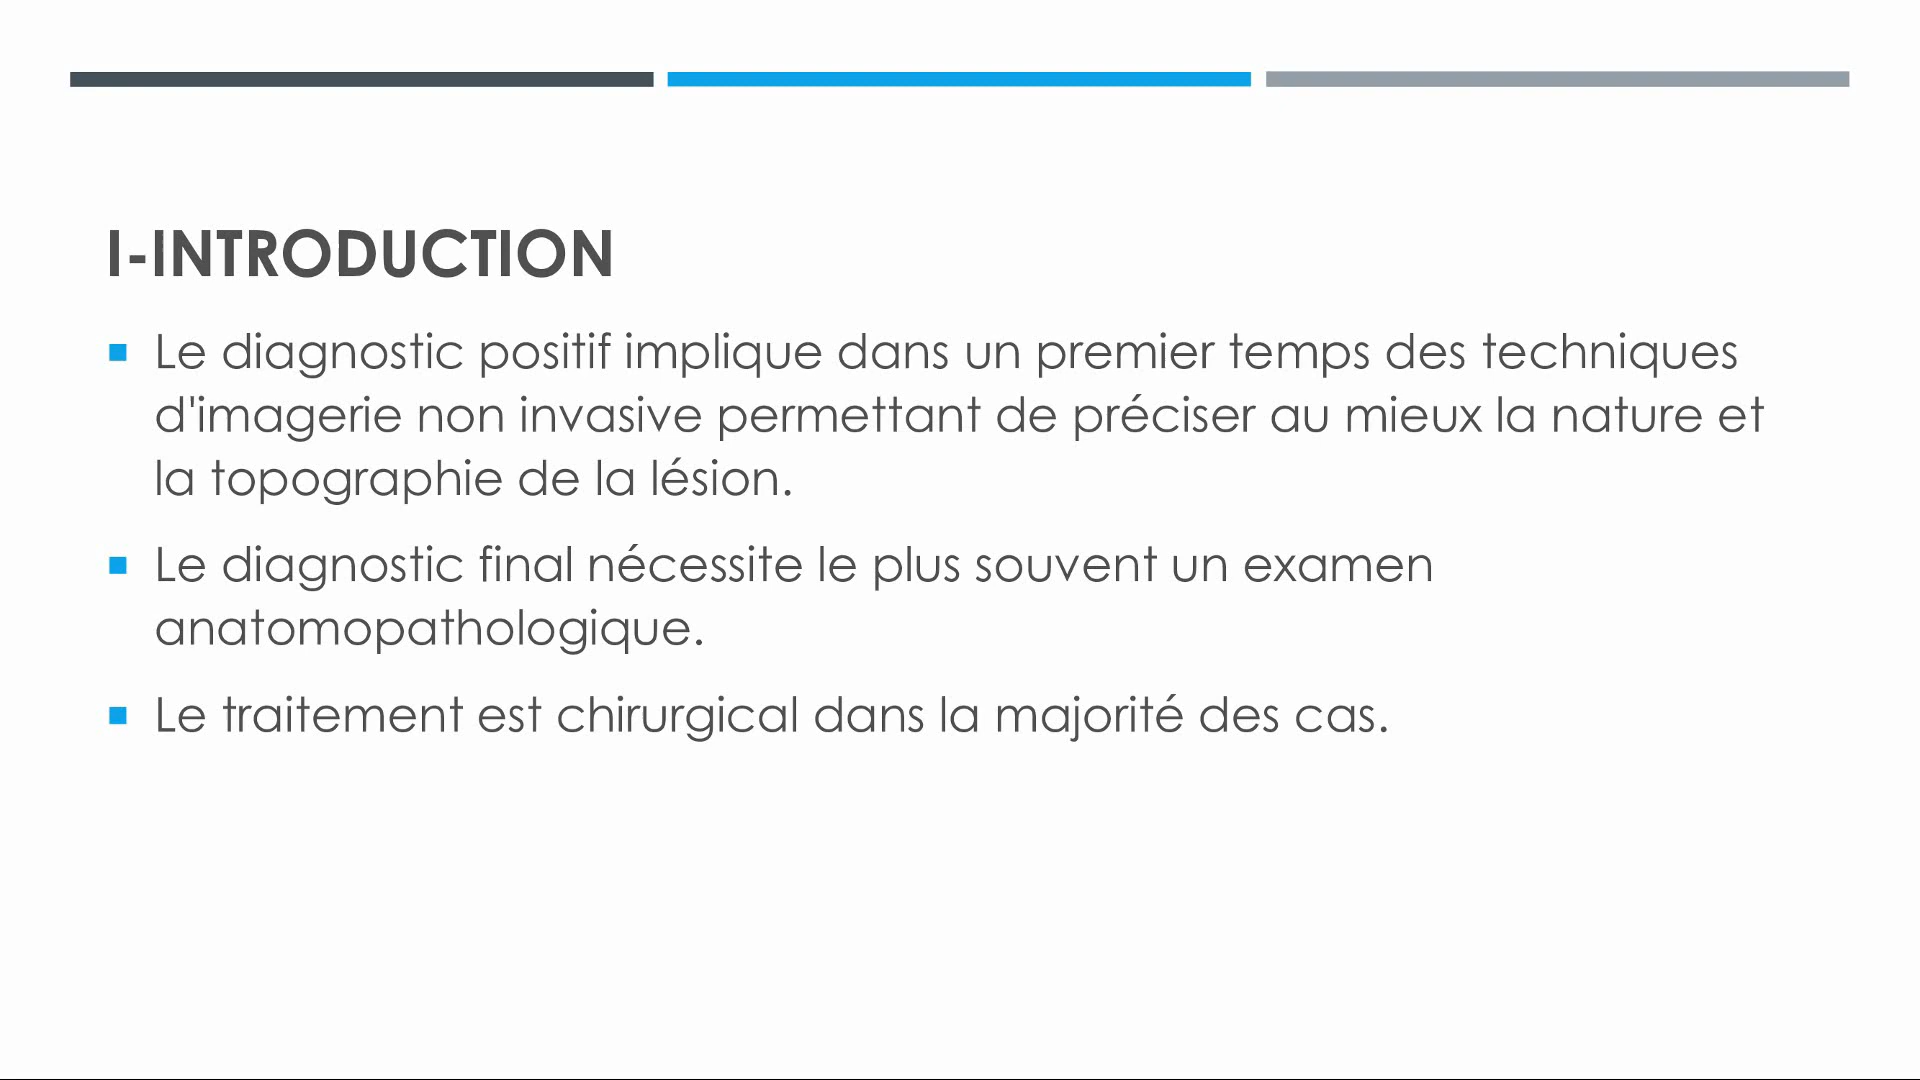 I-INTRODUCTION
Le diagnostic positif implique dans un premier temps des techniques
d'imagerie non invasive permettant de préciser au mieux la nature et
la topographie de la lésion.
Le diagnostic final nécessite le plus souvent un examen
anatomopathologique.
Le traitement est chirurgical dans la majorité des cas.